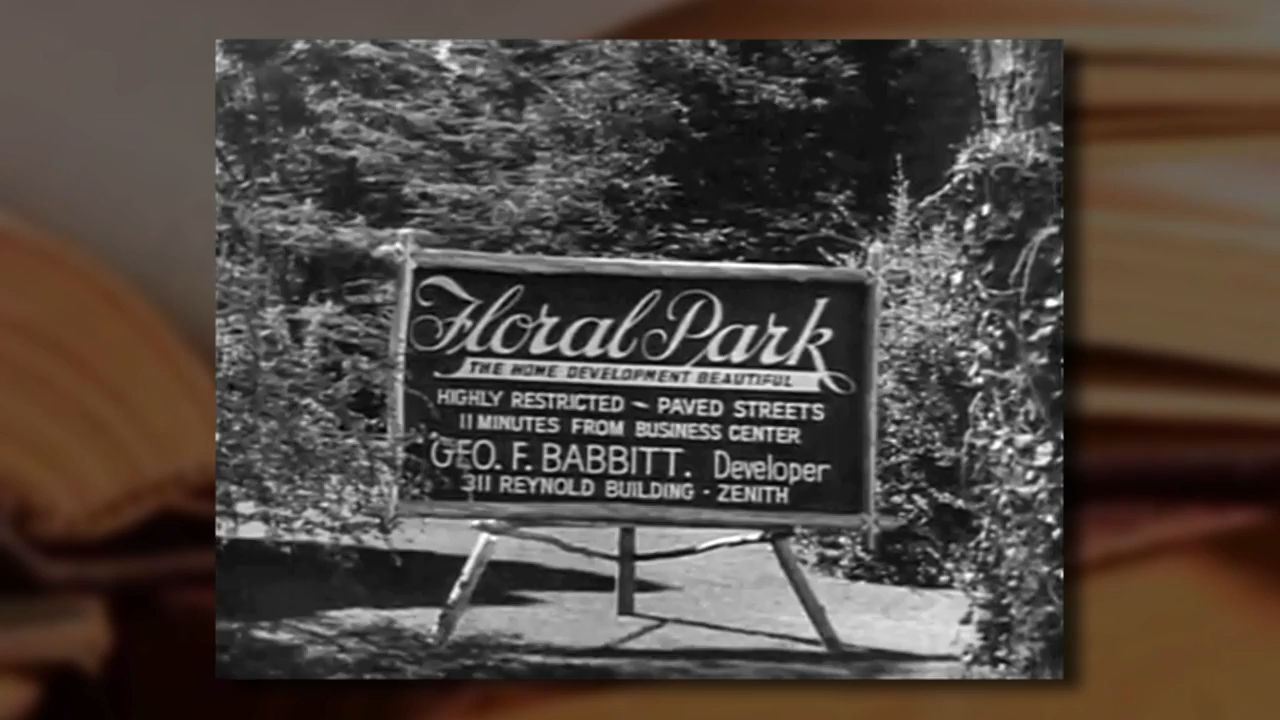 Floral Park
THE HOME DEVELOPMENT BEAUTIFUL
HIGHLY RESTRICTED ~ PAVED STREETS
11 MINUTES FROM BUSINESS CENTER
GEO. F. BABBITT. Developer
311 REYNOLD BUILDING - ZENITH